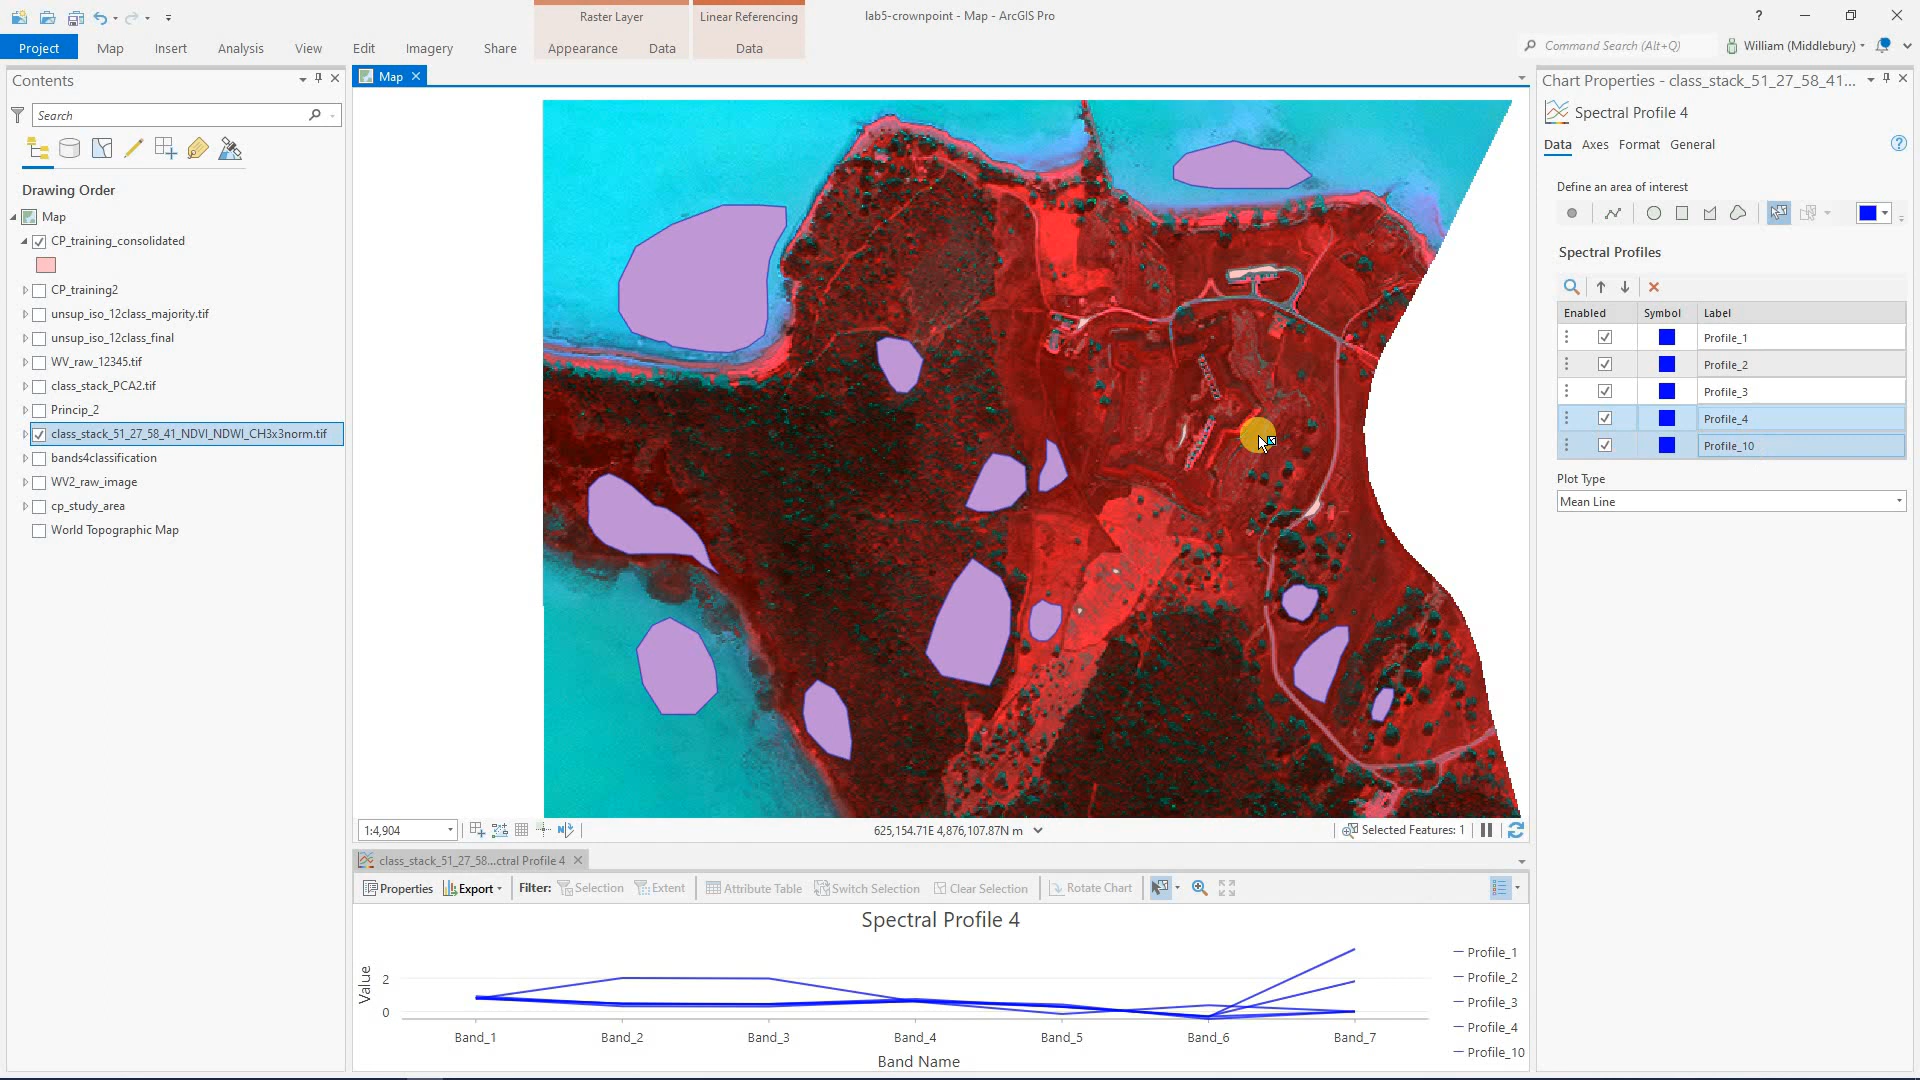 Raster Layer
Linear Referencing
lab5-crownpoint - Map - ArcGIS Pro
?
Project
Map
Insert
Analysis
View
Edit
Imagery
Share
Appearance
Data
Data
Command Search (Alt+Q)
William (Middlebury)
Contents
Search
Drawing Order
Map
CP_training_consolidated
CP_training2
unsup_iso_12class_majority.tif
unsup_iso_12class_final
WV_raw_12345.tif
class_stack_PCA2.tif
Princip_2
class_stack_51_27_58_41_NDVI_NDWI_CH3x3norm.tif
bands4classification
WV2_raw_image
cp_study_area
World Topographic Map
Map
1:4,904
625,154.71E 4,876,107.87N m
Selected Features: 1
class_stack_51_27_58...ctral Profile 4
Properties
Export
Filter:
Selection
Extent
Attribute Table
Switch Selection
Clear Selection
Rotate Chart
Spectral Profile 4
Value
2
0
Band_1
Band_2
Band_3
Band_4
Band_5
Band_6
Band_7
Band Name
Profile_1
Profile_2
Profile_3
Profile_4
Profile_10
Chart Properties - class_stack_51_27_58_41...
Spectral Profile 4
Data
Axes
Format
General
?
Define an area of interest
Spectral Profiles
Enabled
Symbol
Label
Profile_1
Profile_2
Profile_3
Profile_4
Profile_10
Plot Type
Mean Line